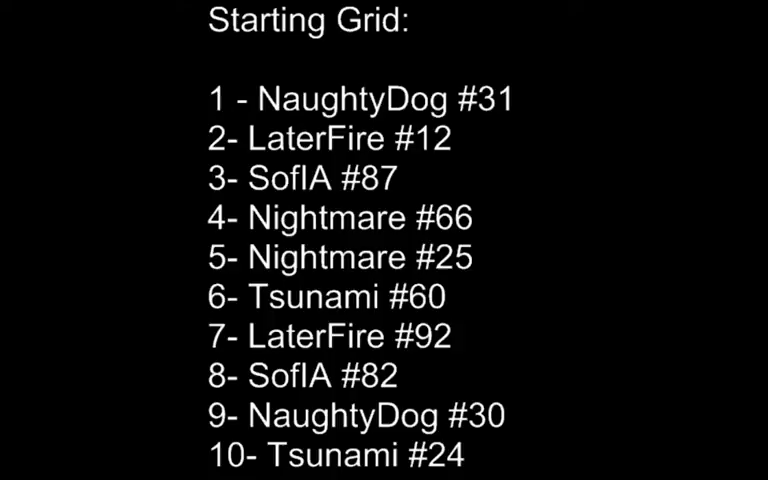 Starting Grid:
1 - NaughtyDog #31
2- LaterFire #12
3- SofIA #87
4- Nightmare #66
5- Nightmare #25
6- Tsunami #60
7- LaterFire #92
8- SofIA #82
9- NaughtyDog #30
10- Tsunami #24